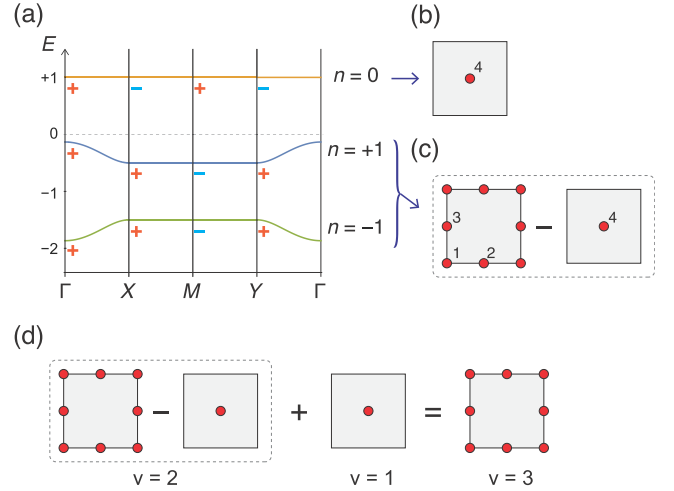 (a)
E
+1
0
−1
−2
+ − + −
+ + − +
+ + − +
Γ X M Y Γ
n = 0
n = +1
n = −1
(b)
4
(c)
3
1 2
−
4
(d)
− + =
v = 2 v = 1 v = 3